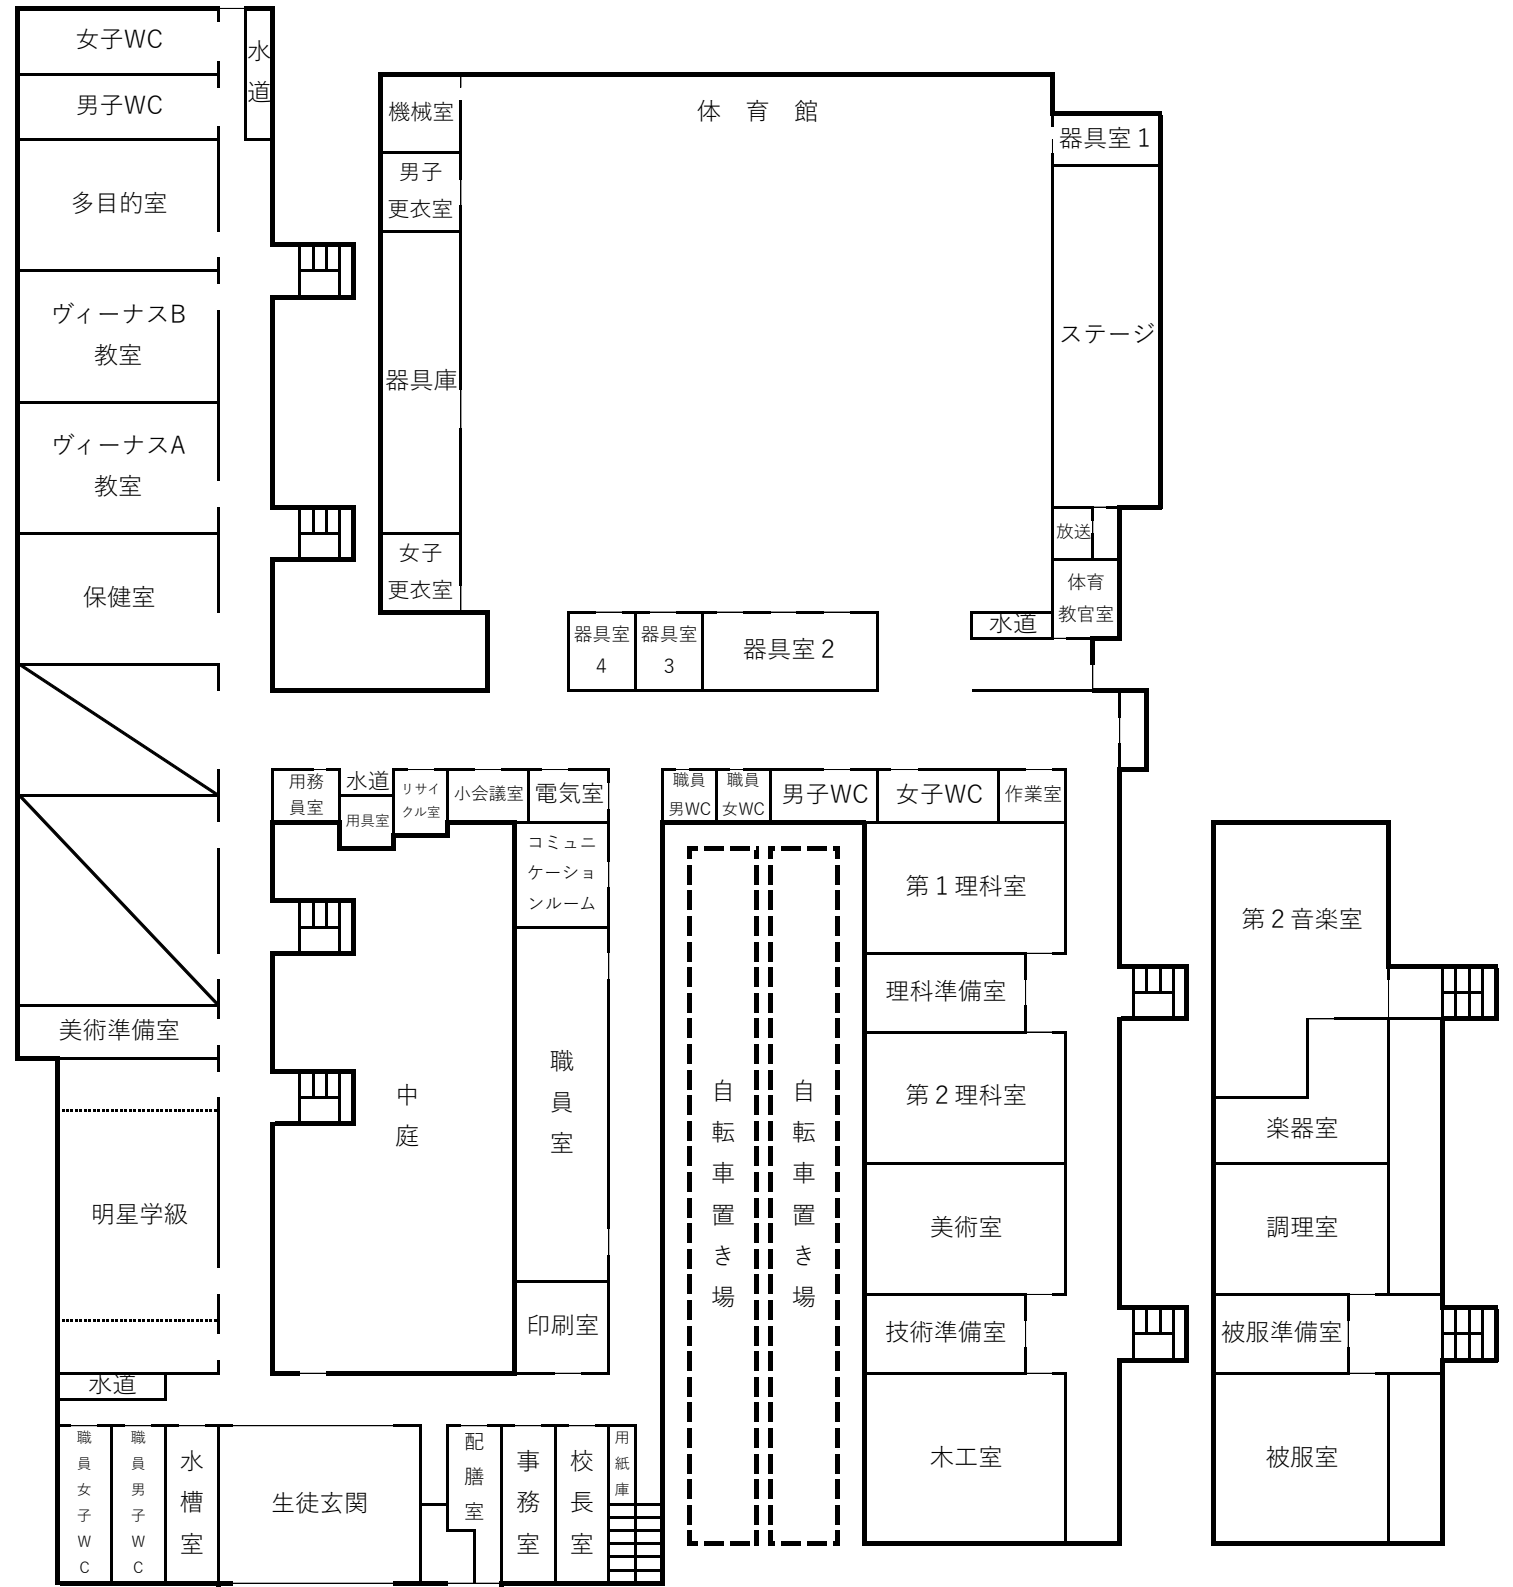 女子WC
水道
男子WC
多目的室
ヴィーナスB
教室
ヴィーナスA
教室
保健室
美術準備室
明星学級
水道
職員女子WC
職員男子WC
水槽室
生徒玄関
配膳室
事務室
校長室
用紙庫
機械室
男子
更衣室
器具庫
女子
更衣室
体 育 館
器具室1
ステージ
放送
体育
教官室
水道
器具室
4
器具室
3
器具室2
用務
員室
水道
用具室
リサイ
クル室
小会議室
電気室
コミュニ
ケーショ
ンルーム
職員室
印刷室
中庭
職員
男WC
職員
女WC
男子WC
女子WC
作業室
自転車置き場
自転車置き場
第1理科室
理科準備室
第2理科室
美術室
技術準備室
木工室
第2音楽室
楽器室
調理室
被服準備室
被服室